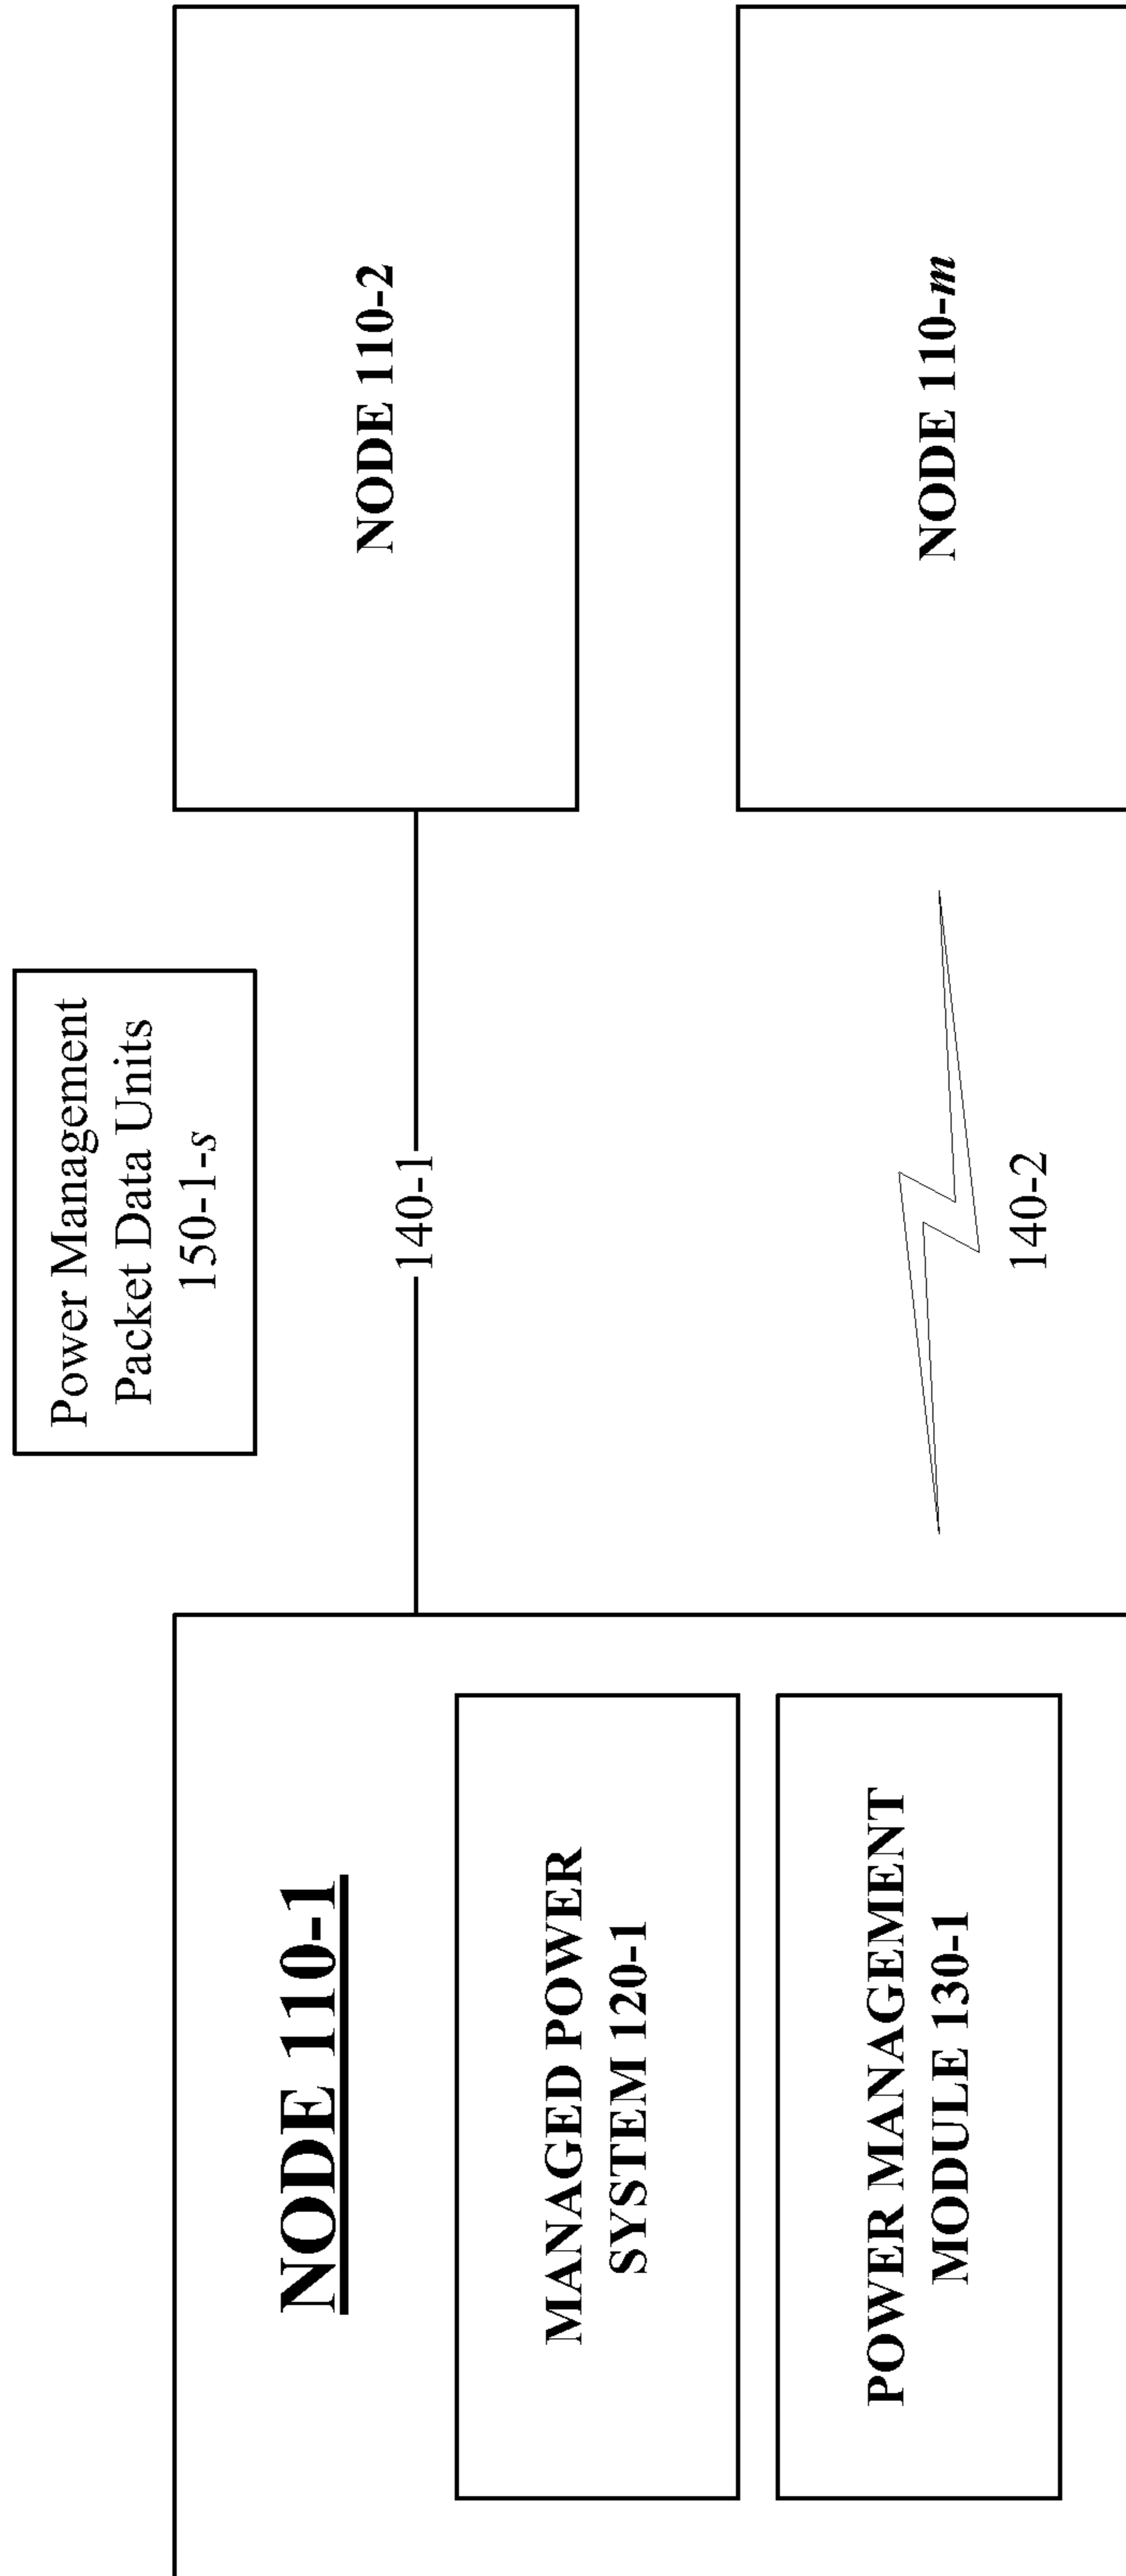 NODE 110-1
MANAGED POWER
SYSTEM 120-1
POWER MANAGEMENT
MODULE 130-1
Power Management
Packet Data Units
150-1-s
140-1
140-2
NODE 110-2
NODE 110-m